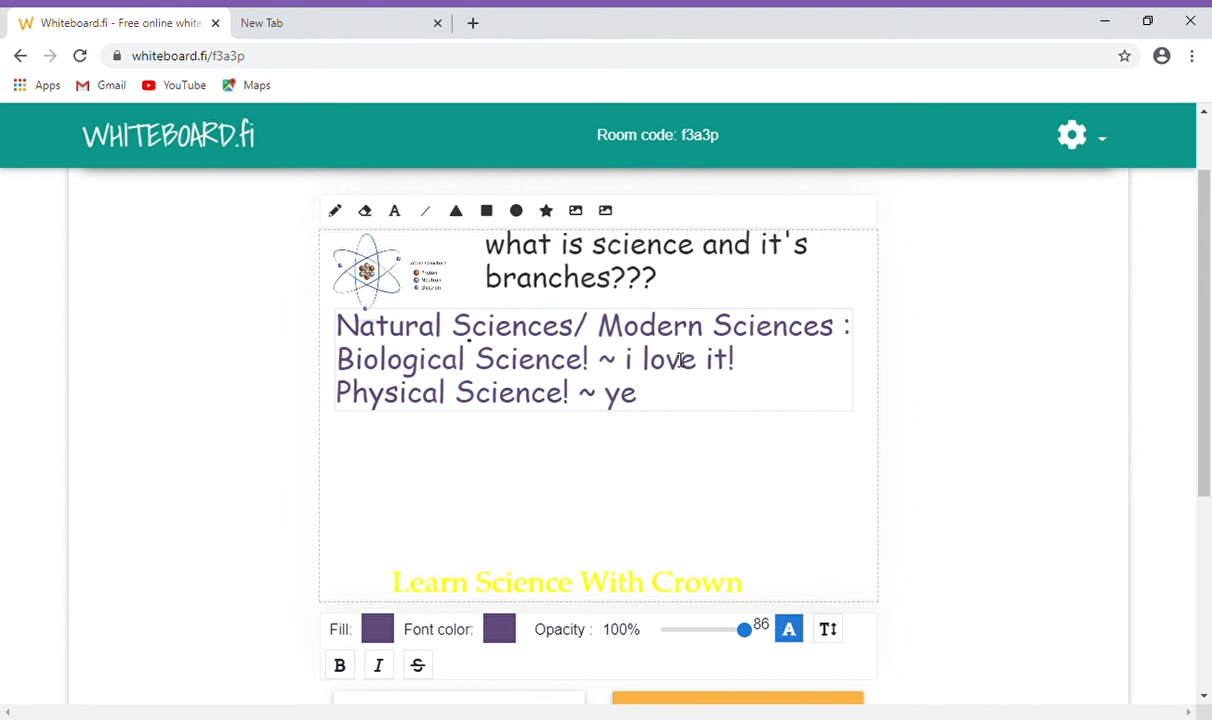 Whiteboard.fi - Free online white
New Tab
whiteboard.fi/f3a3p
Apps
Gmail
YouTube
Maps
WHITEBOARD.fi
Room code: f3a3p
A
what is science and it's
branches???
Proton
Neutron
Natural Sciences/ Modern Sciences :
Biological Science! ~ i love it!
Physical Science! ~ ye
Learn Science With Crown
Fill:
Font color:
Opacity : 100%
86
A
T
B
I
S